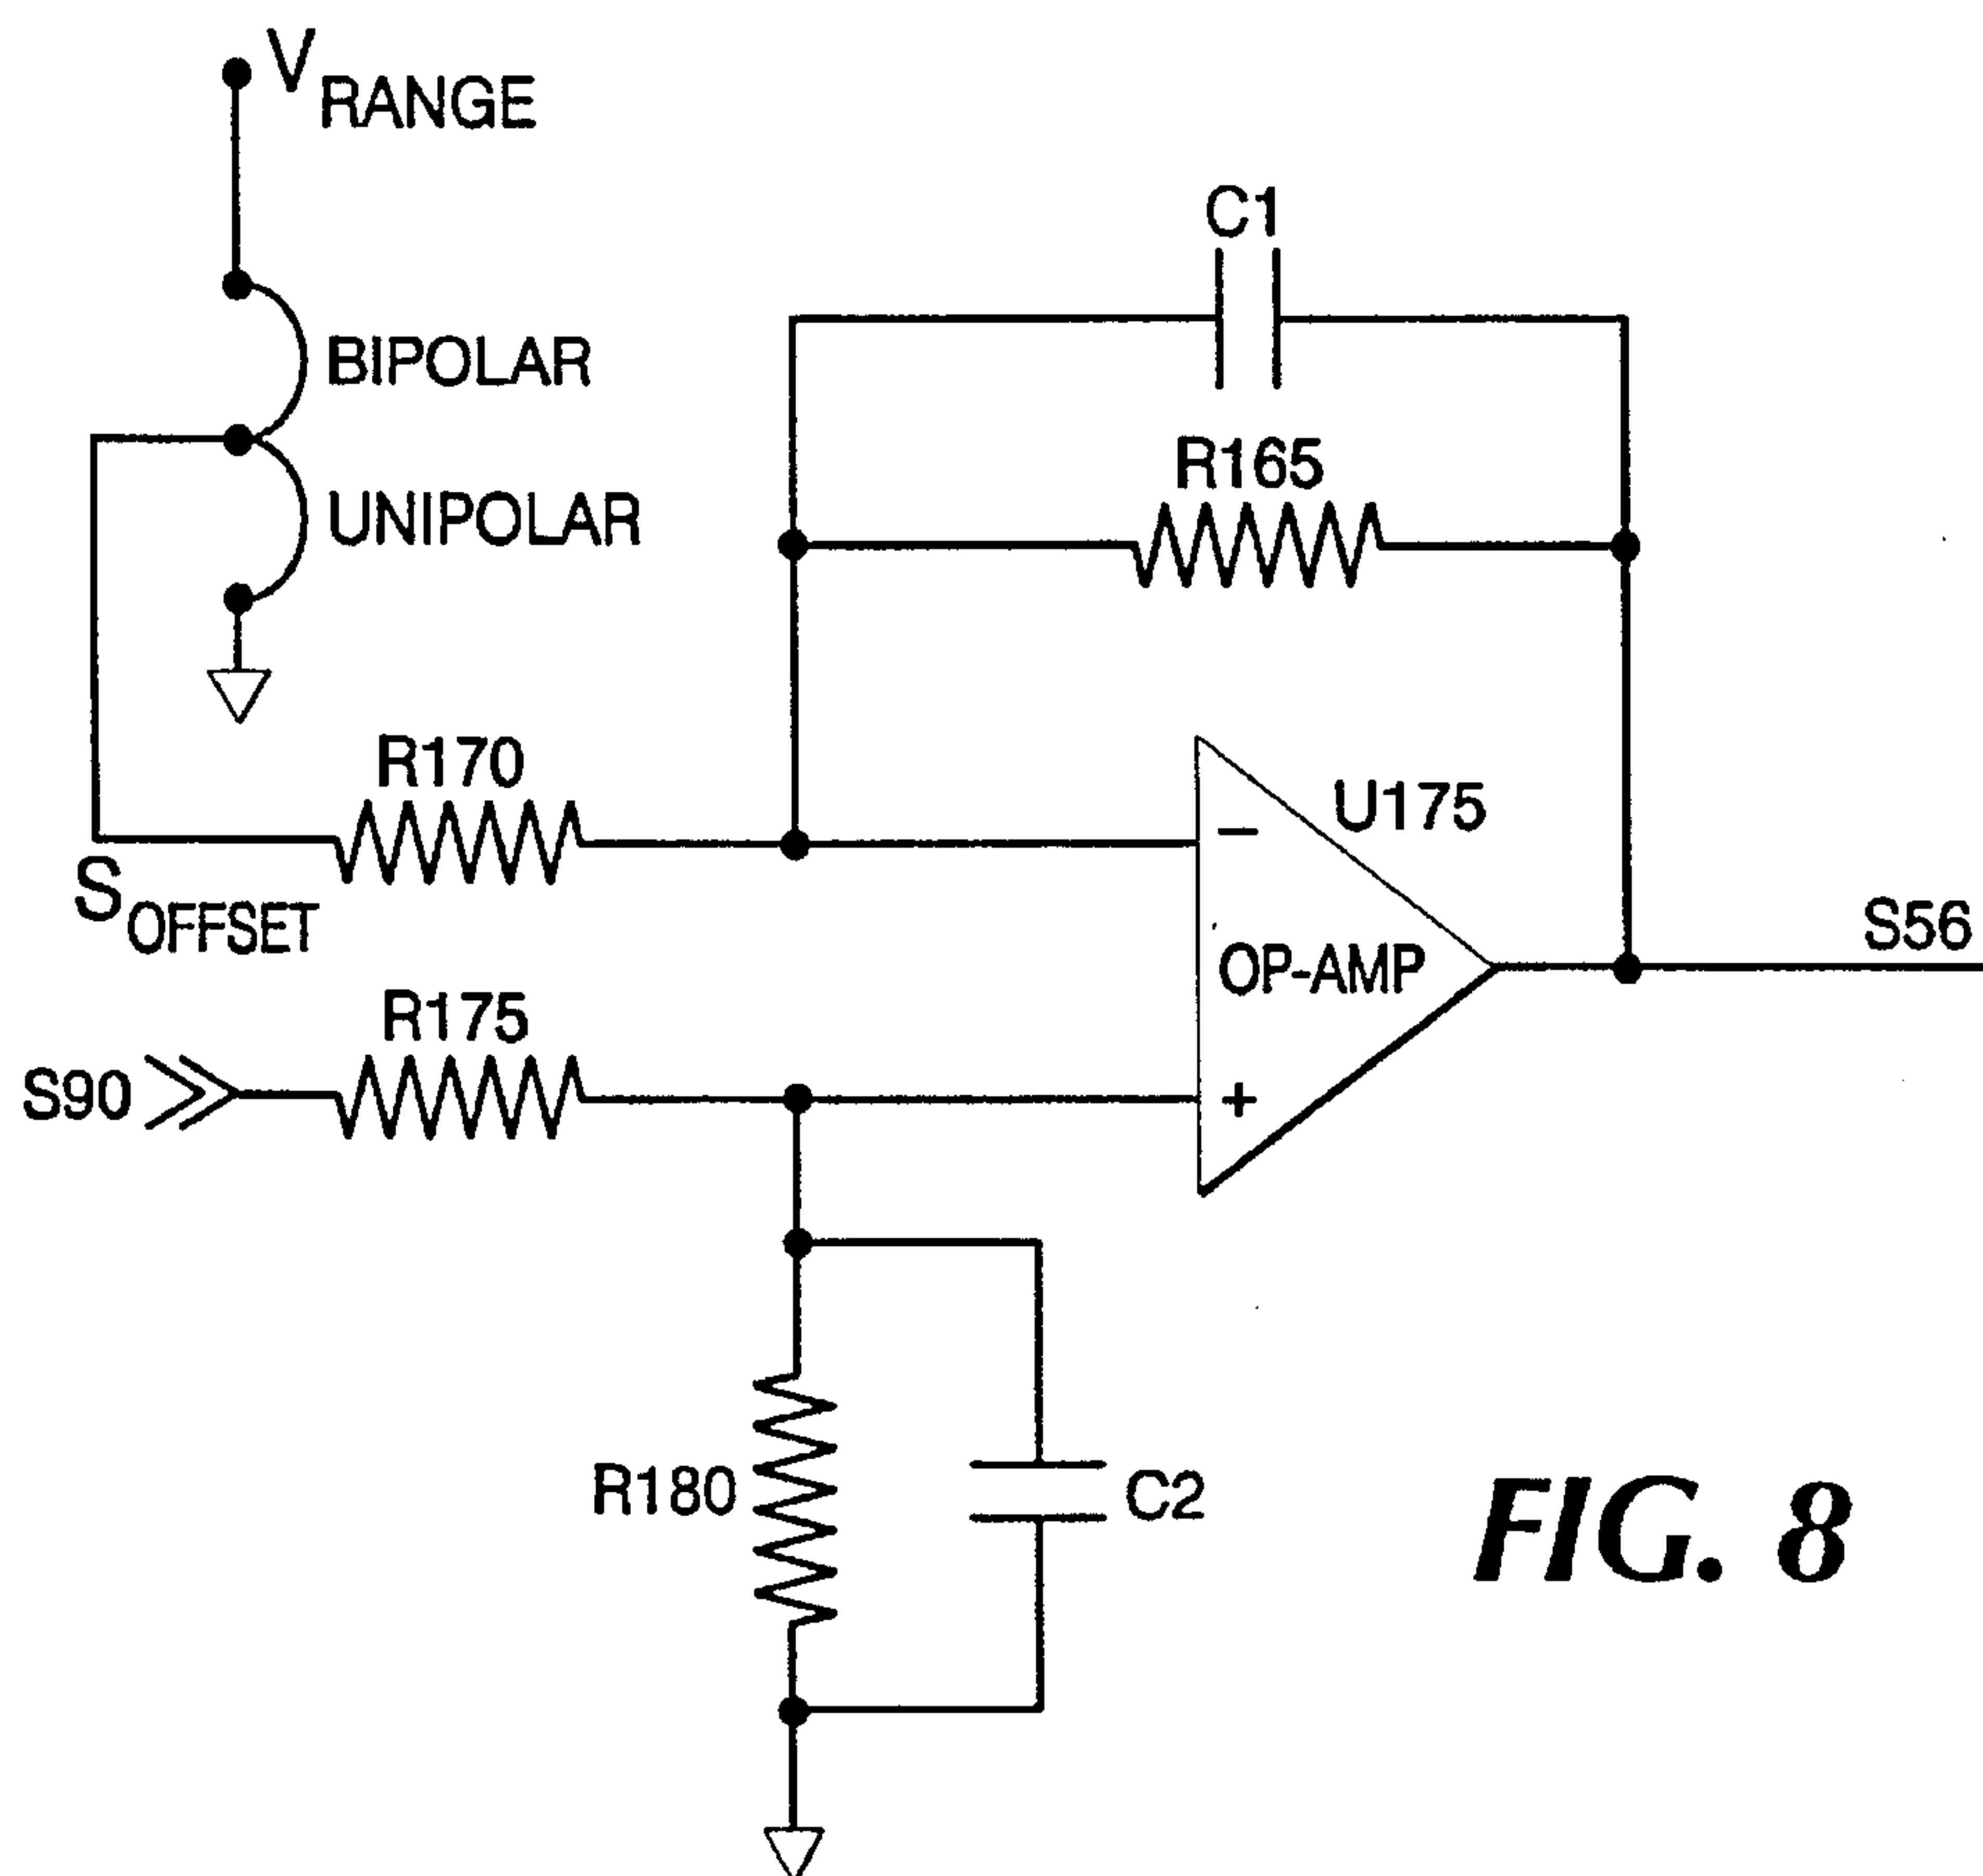 VRANGE
C1
BIPOLAR
R165
UNIPOLAR
R170
U175
-
SOFFSET
OP-AMP
S56
R175
S90
+
R180
C2
FIG. 8